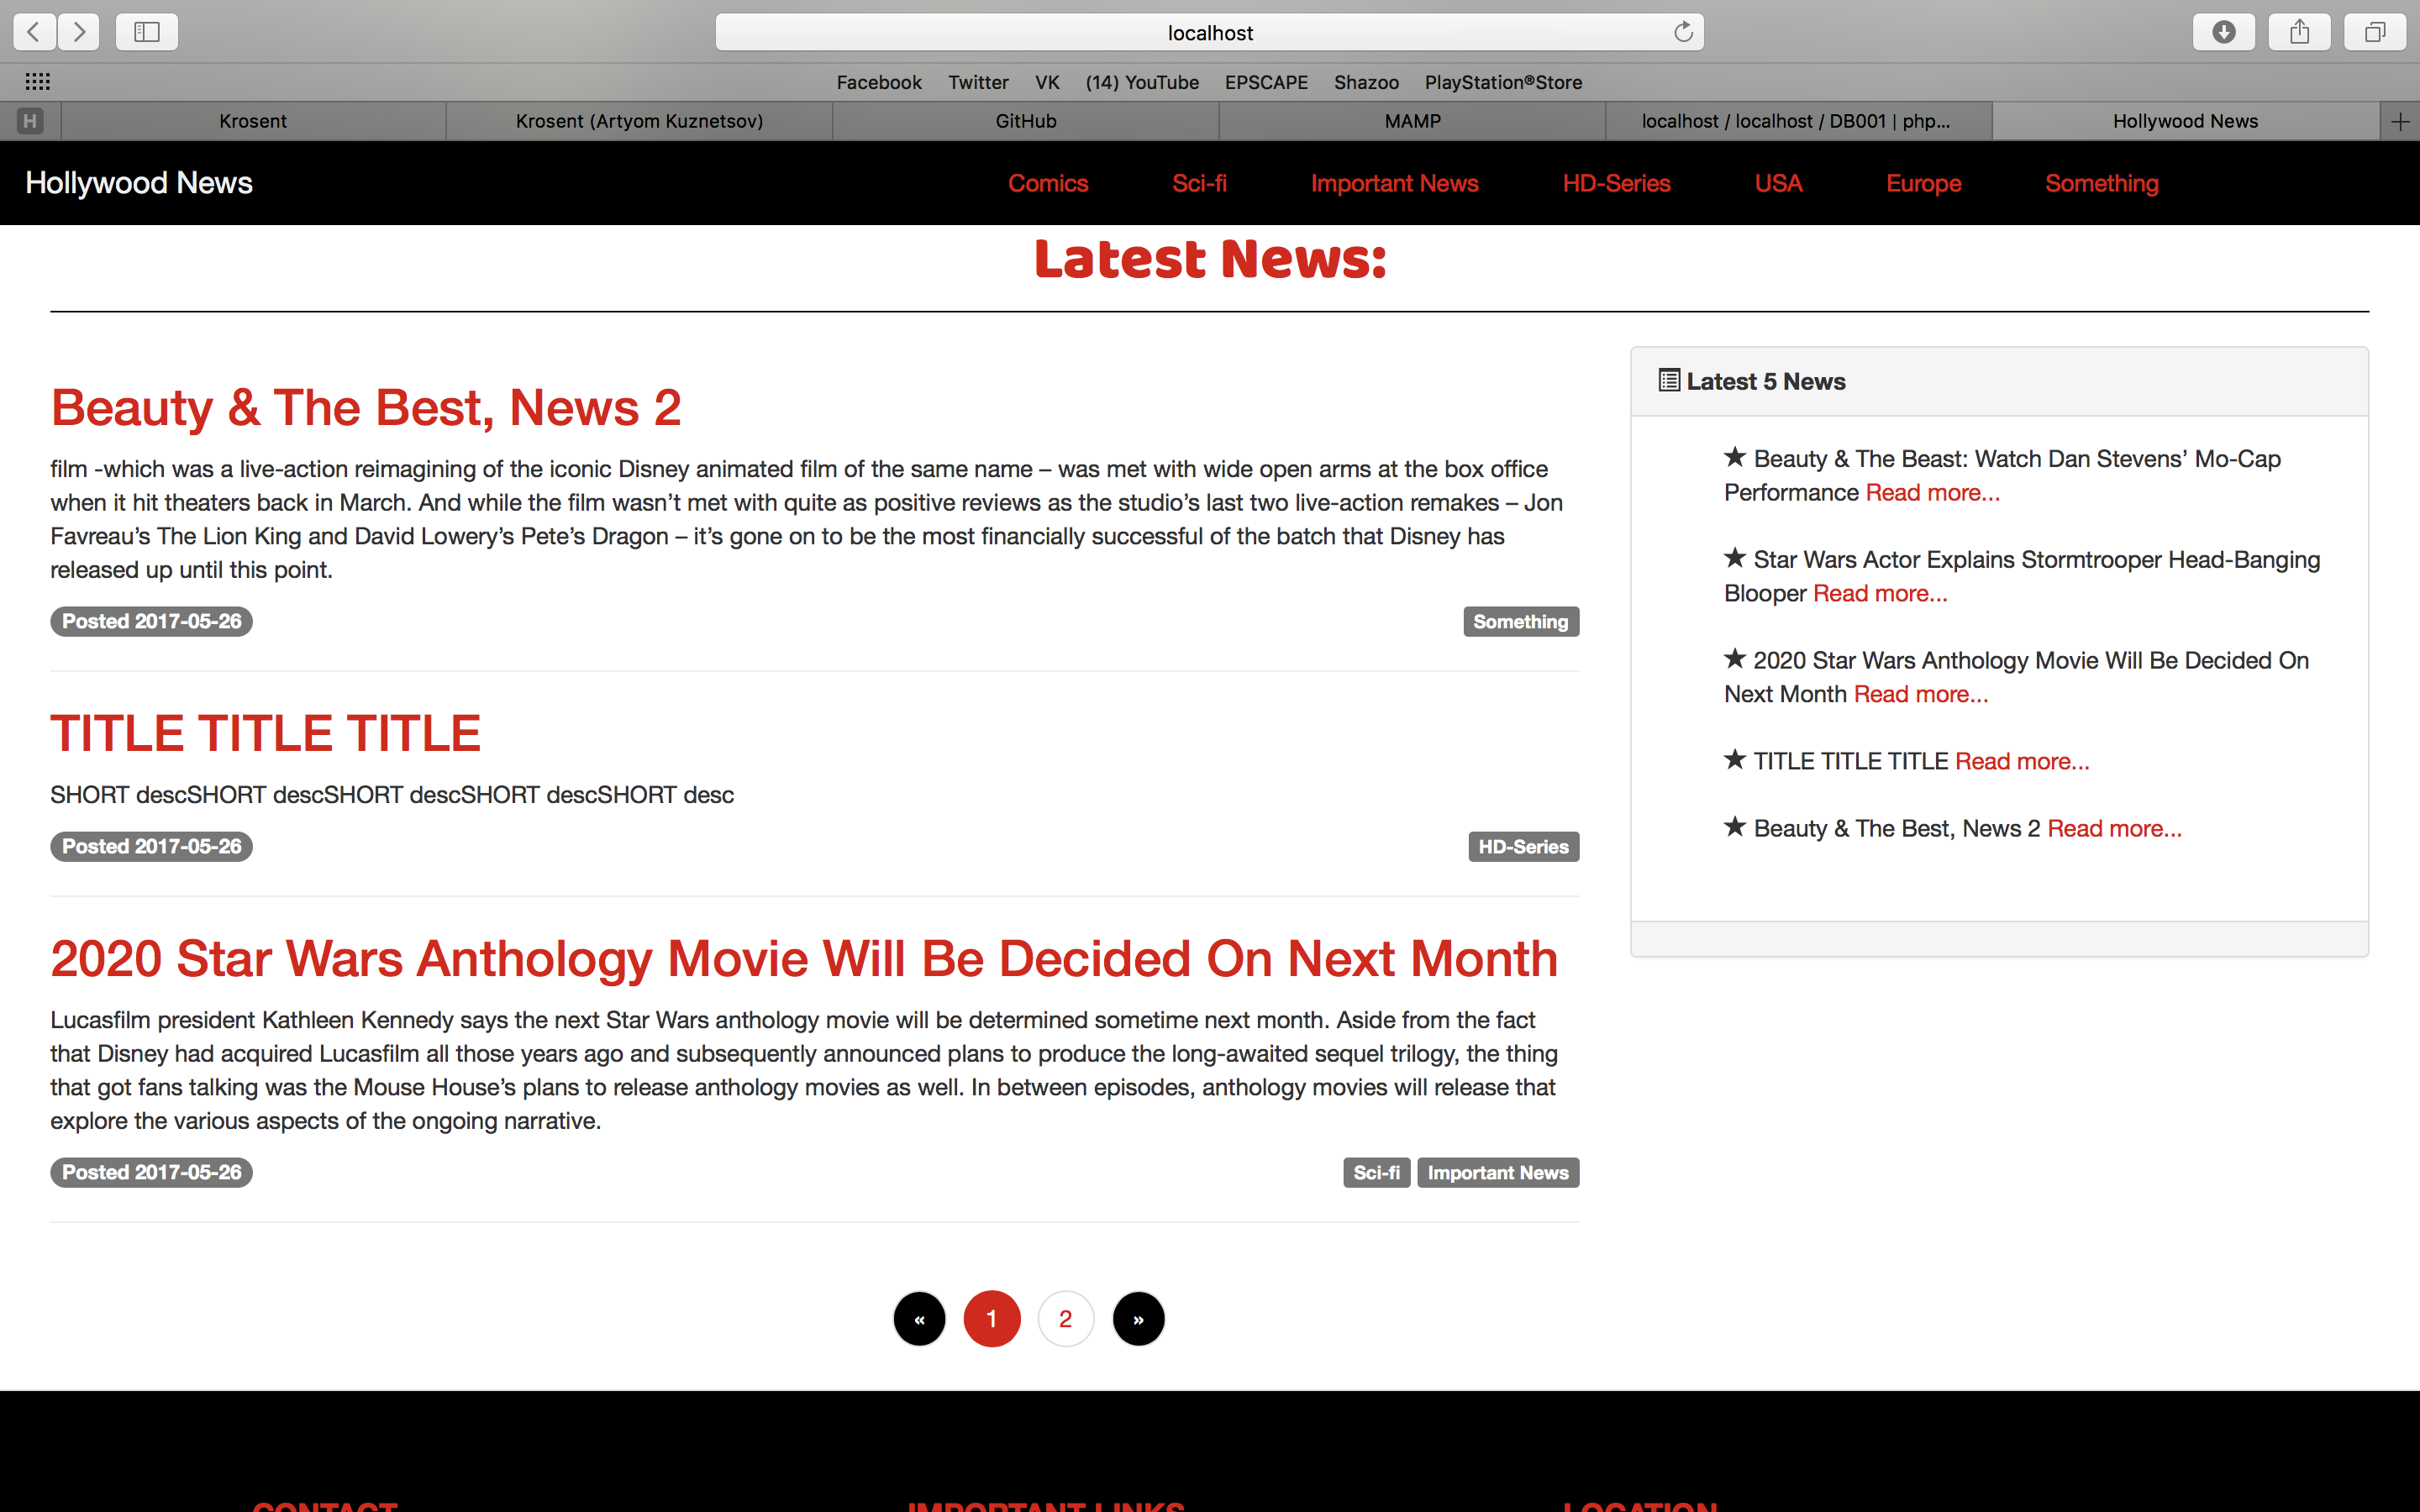 localhost
Facebook Twitter VK (14) YouTube EPSCAPE Shazoo PlayStation®Store
H Krosent Krosent (Artyom Kuznetsov) GitHub MAMP localhost / localhost / DB001 | php... Hollywood News
Hollywood News Comics Sci-fi Important News HD-Series USA Europe Something
Latest News:
Beauty & The Best, News 2
film -which was a live-action reimagining of the iconic Disney animated film of the same name – was met with wide open arms at the box office
when it hit theaters back in March. And while the film wasn’t met with quite as positive reviews as the studio’s last two live-action remakes – Jon
Favreau’s The Lion King and David Lowery’s Pete’s Dragon – it’s gone on to be the most financially successful of the batch that Disney has
released up until this point.
Posted 2017-05-26 Something
TITLE TITLE TITLE
SHORT descSHORT descSHORT descSHORT descSHORT desc
Posted 2017-05-26 HD-Series
2020 Star Wars Anthology Movie Will Be Decided On Next Month
Lucasfilm president Kathleen Kennedy says the next Star Wars anthology movie will be determined sometime next month. Aside from the fact
that Disney had acquired Lucasfilm all those years ago and subsequently announced plans to produce the long-awaited sequel trilogy, the thing
that got fans talking was the Mouse House’s plans to release anthology movies as well. In between episodes, anthology movies will release that
explore the various aspects of the ongoing narrative.
Posted 2017-05-26 Sci-fi Important News
« 1 2 »
Latest 5 News
★ Beauty & The Beast: Watch Dan Stevens’ Mo-Cap
Performance Read more...
★ Star Wars Actor Explains Stormtrooper Head-Banging
Blooper Read more...
★ 2020 Star Wars Anthology Movie Will Be Decided On
Next Month Read more...
★ TITLE TITLE TITLE Read more...
★ Beauty & The Best, News 2 Read more...
CONTACT IMPORTANT LINKS LOCATION